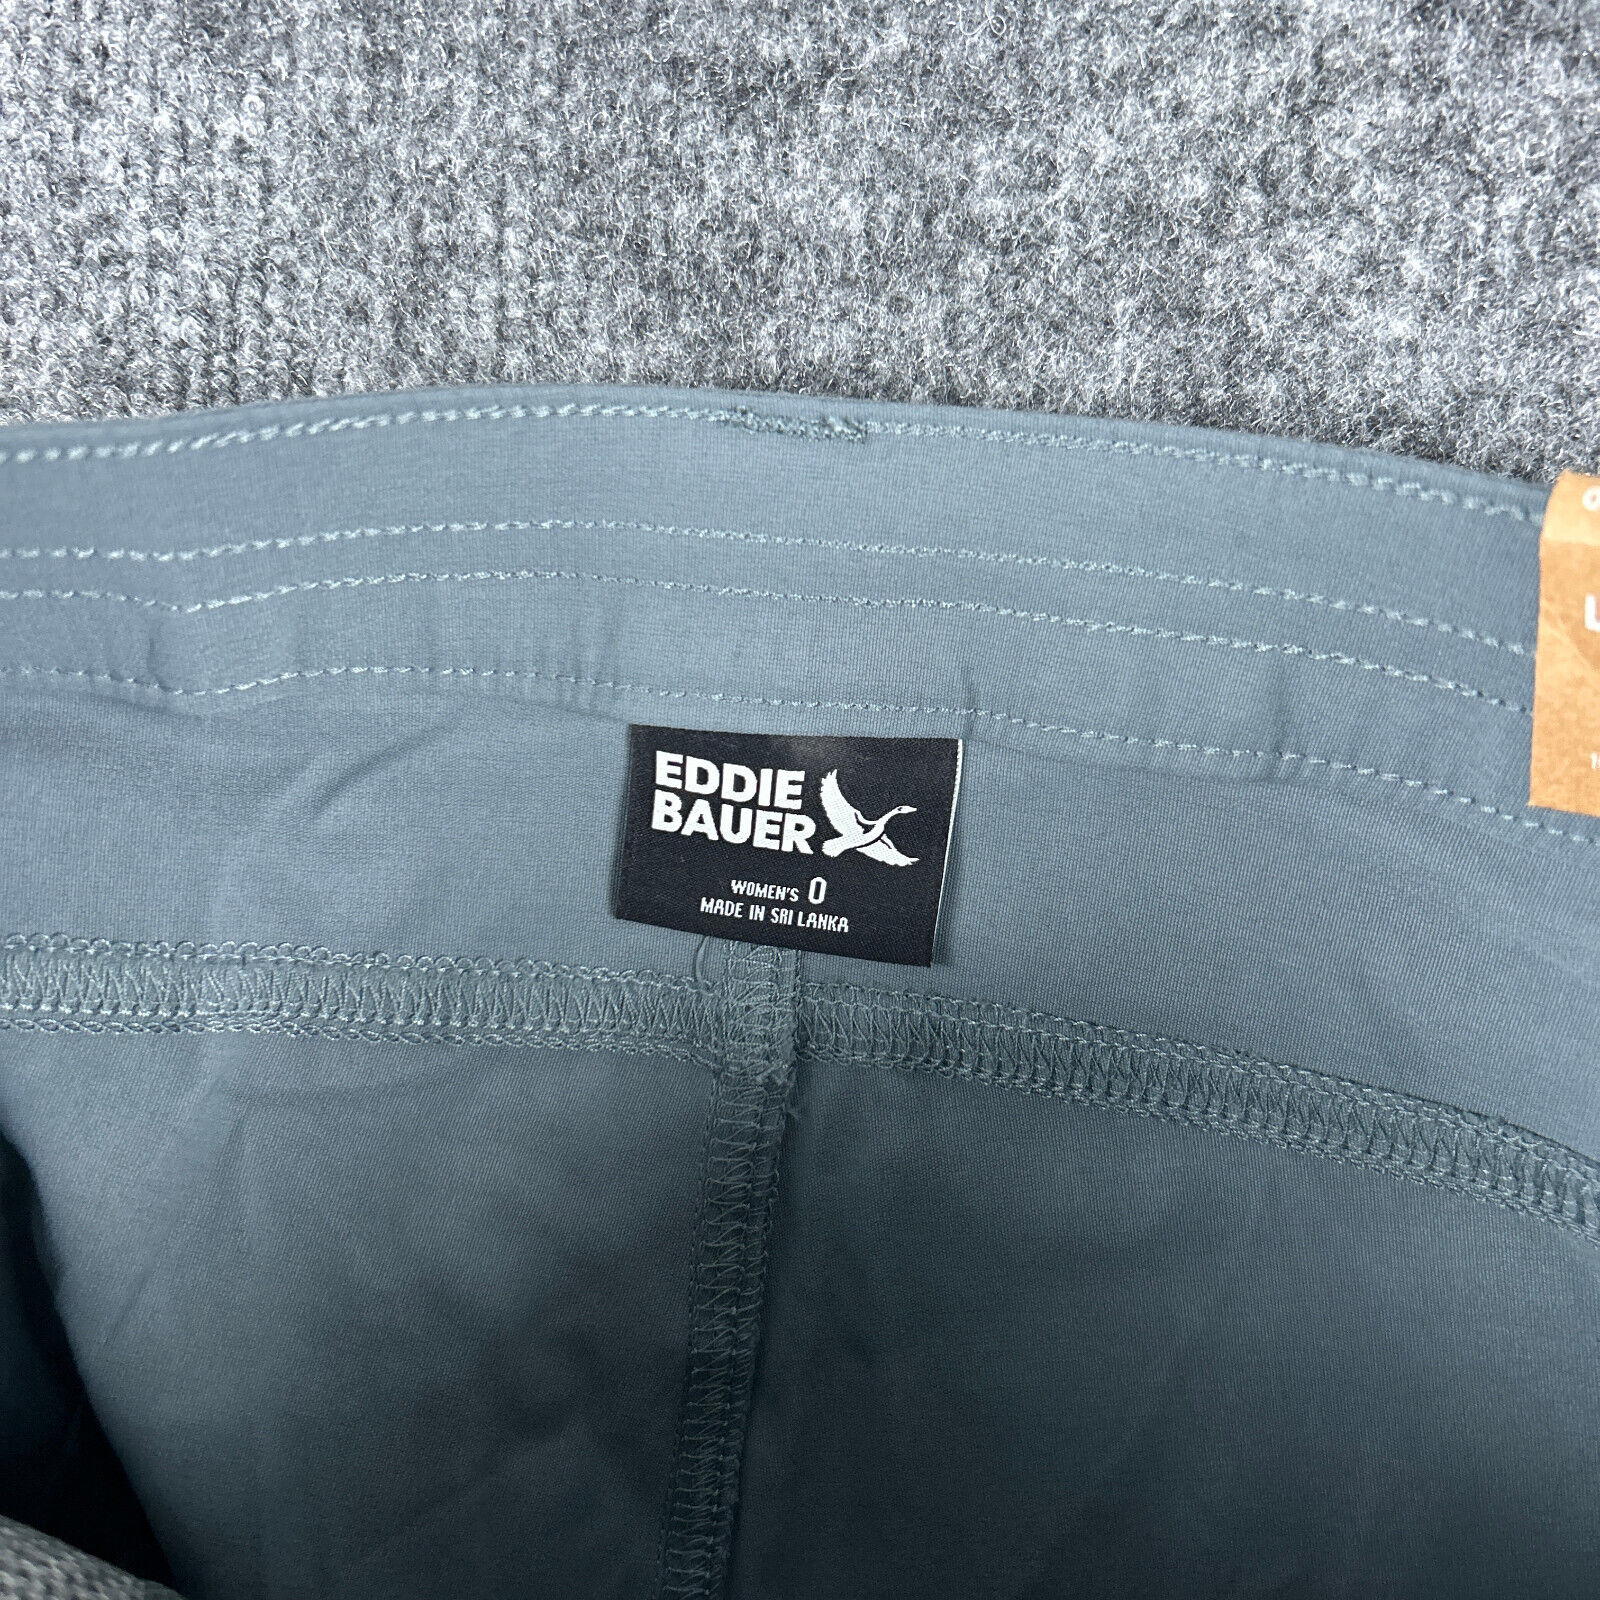 EDDIE
BAUER
WOMEN'S 0
MADE IN SRI LANKA